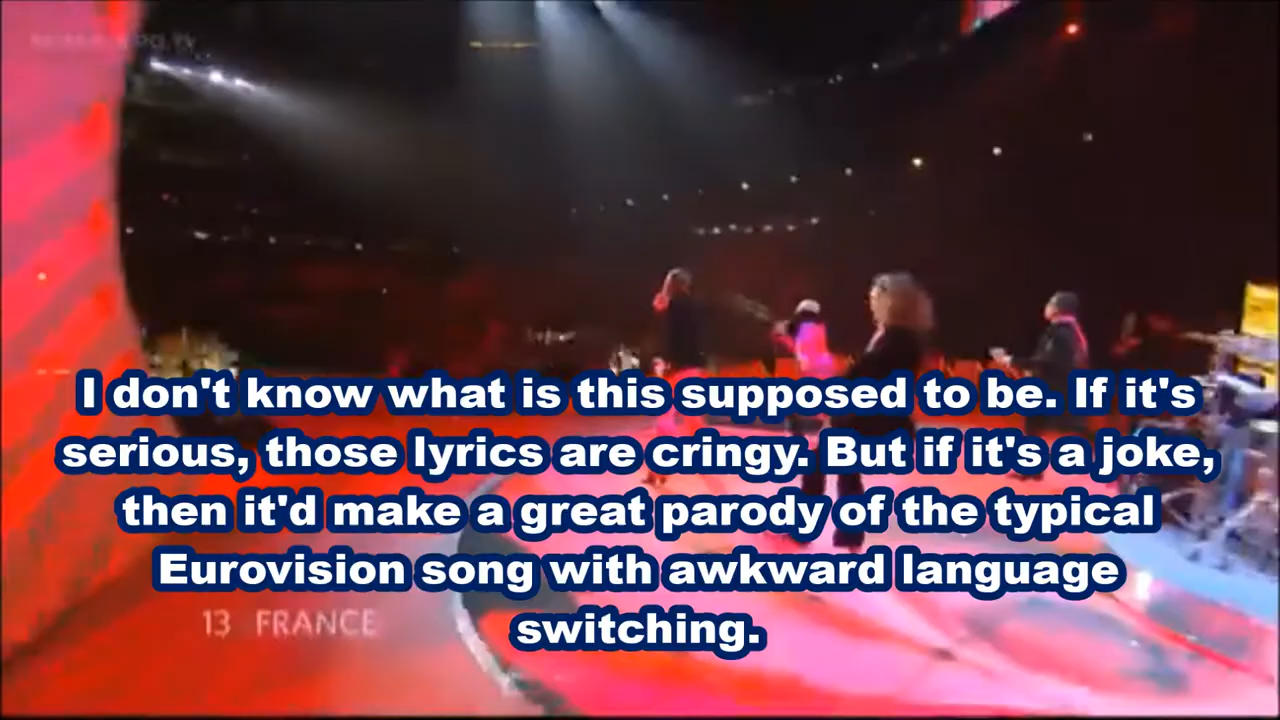 I don't know what is this supposed to be. If it's
serious, those lyrics are cringy. But if it's a joke,
then it'd make a great parody of the typical
Eurovision song with awkward language
switching.
13 FRANCE